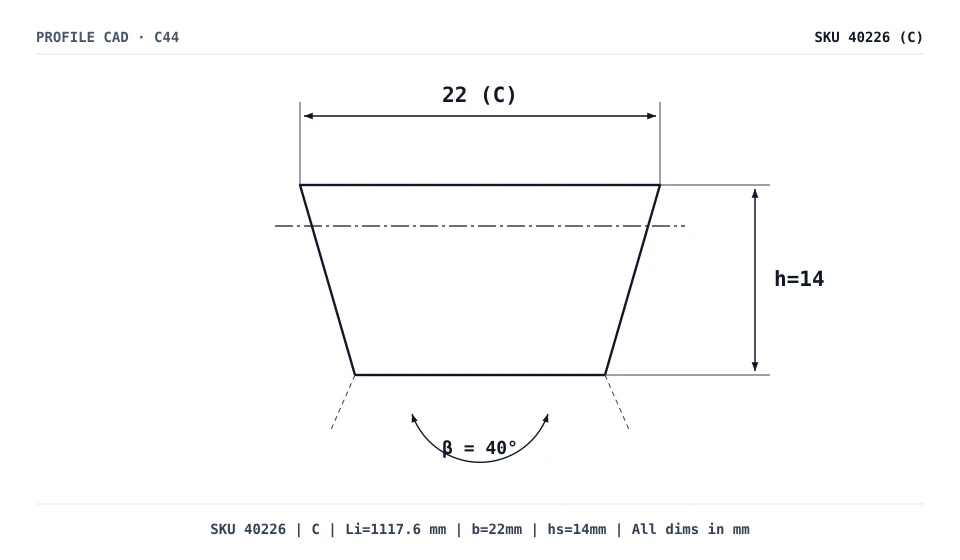 PROFILE CAD · C44
SKU 40226 (C)
22 (C)
h=14
β = 40°
SKU 40226 | C | Li=1117.6 mm | b=22mm | hs=14mm | All dims in mm